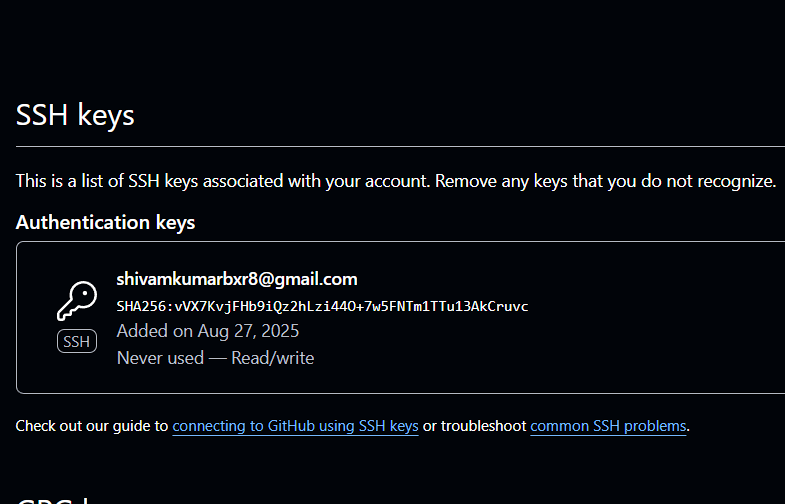 SSH keys
This is a list of SSH keys associated with your account. Remove any keys that you do not recognize.
Authentication keys
shivamkumarbxr8@gmail.com
SHA256:vVX7KvjFHb9iQz2hLzi44O+7w5FNTm1TTu13AkCruvc
Added on Aug 27, 2025
SSH
Never used — Read/write
Check out our guide to connecting to GitHub using SSH keys or troubleshoot common SSH problems.